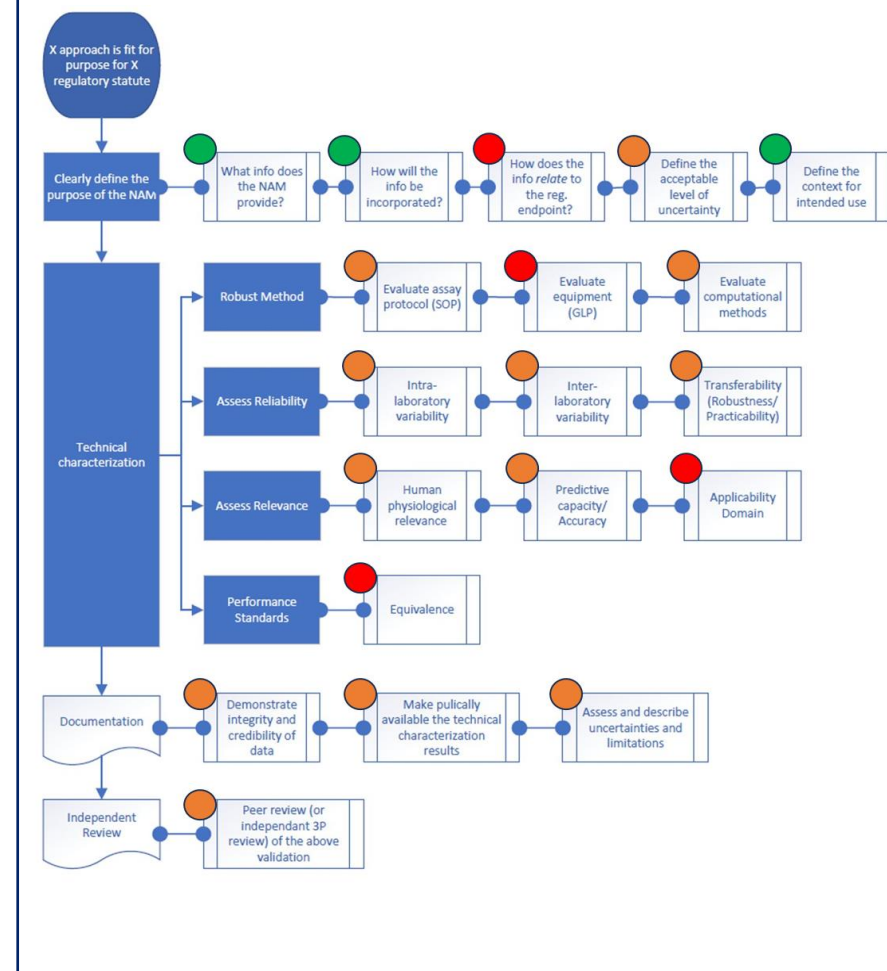 X approach is fit for
purpose for X
regulatory statute
Clearly define the
purpose of the NAM
What info does
the NAM
provide?
How will the
info be
incorporated?
How does the
info relate to
the reg.
endpoint?
Define the
acceptable
level of
uncertainty
Define the
context for
intended use
Technical
characterization
Robust Method
Evaluate assay
protocol (SOP)
Evaluate
equipment
(GLP)
Evaluate
computational
methods
Assess Reliability
Intra-
laboratory
variability
Inter-
laboratory
variability
Transferability
(Robustness/
Practicability)
Assess Relevance
Human
physiological
relevance
Predictive
capacity/
Accuracy
Applicability
Domain
Performance
Standards
Equivalence
Documentation
Demonstrate
integrity and
credibility of
data
Make pulically
available the technical
characterization
results
Assess and describe
uncertainties and
limitations
Independent
Review
Peer review (or
independant 3P
review) of the above
validation